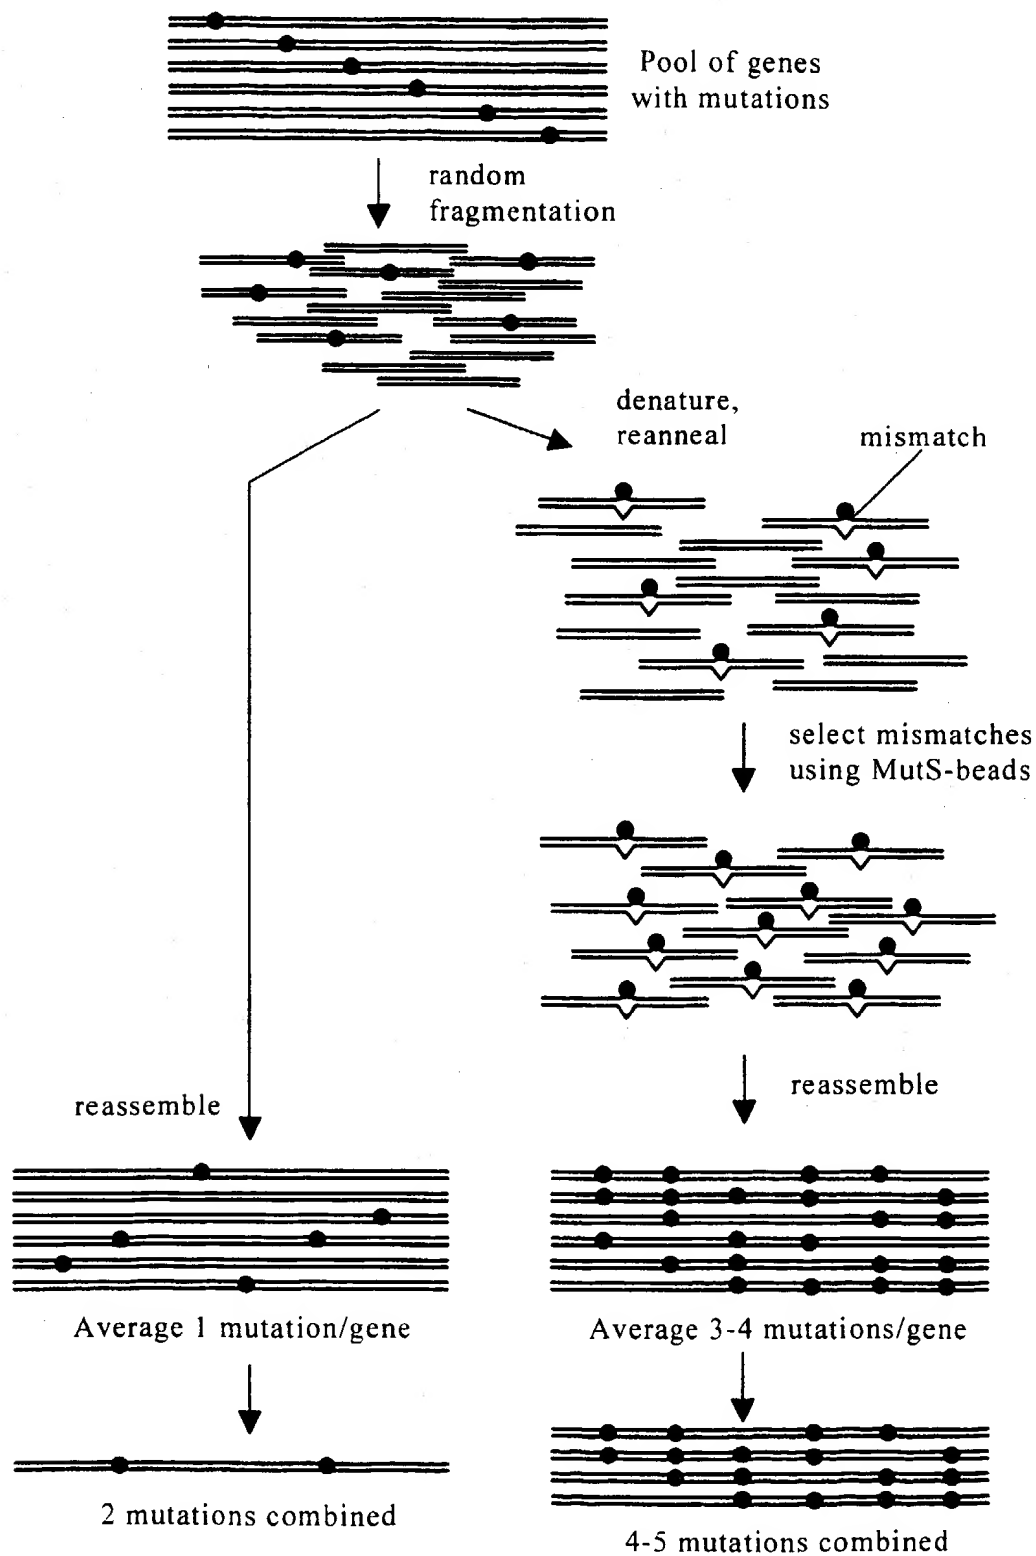 Pool of genes
with mutations
random
fragmentation
denature,
reanneal
mismatch
select mismatches
using MutS-beads
reassemble
reassemble
Average 1 mutation/gene
Average 3-4 mutations/gene
2 mutations combined
4-5 mutations combined